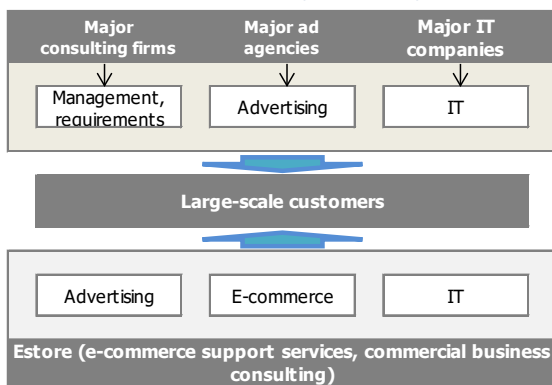 Major consulting firms
Major ad agencies
Major IT companies
Management, requirements
Advertising
IT
Large-scale customers
Advertising
E-commerce
IT
Estore (e-commerce support services, commercial business
consulting)